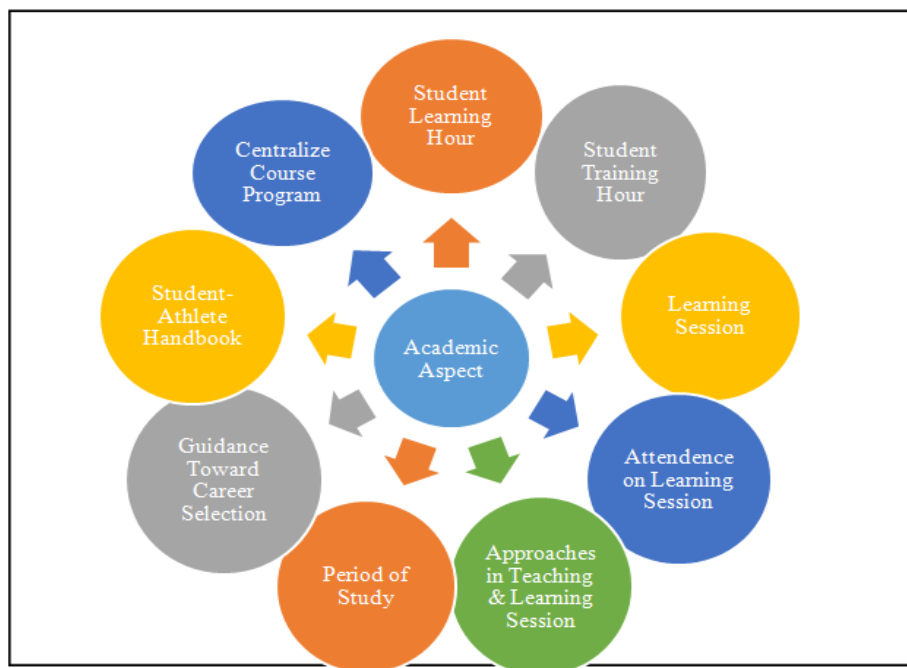 Student
Learning
Hour
Student
Training
Hour
Learning
Session
Attendence
on Learning
Session
Approaches
in Teaching
& Learning
Session
Period of
Study
Guidance
Toward
Career
Selection
Student-
Athlete
Handbook
Centralize
Course
Program
Academic
Aspect